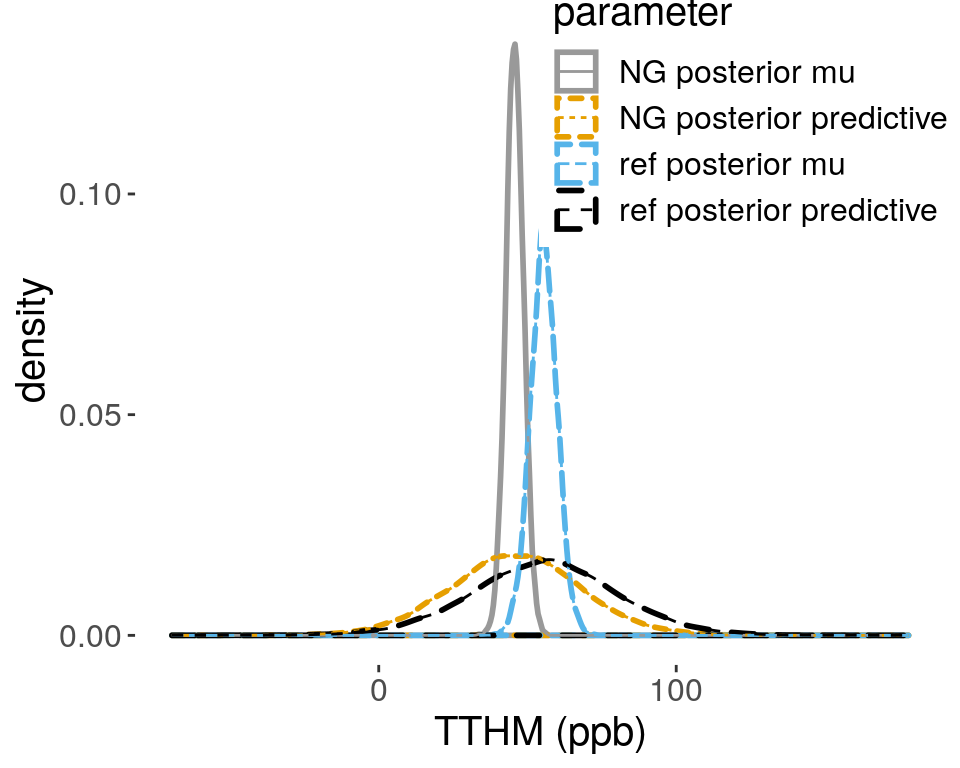 parameter
NG posterior mu
NG posterior predictive
ref posterior mu
ref posterior predictive
density
0.10
0.05
0.00
0
100
TTHM (ppb)